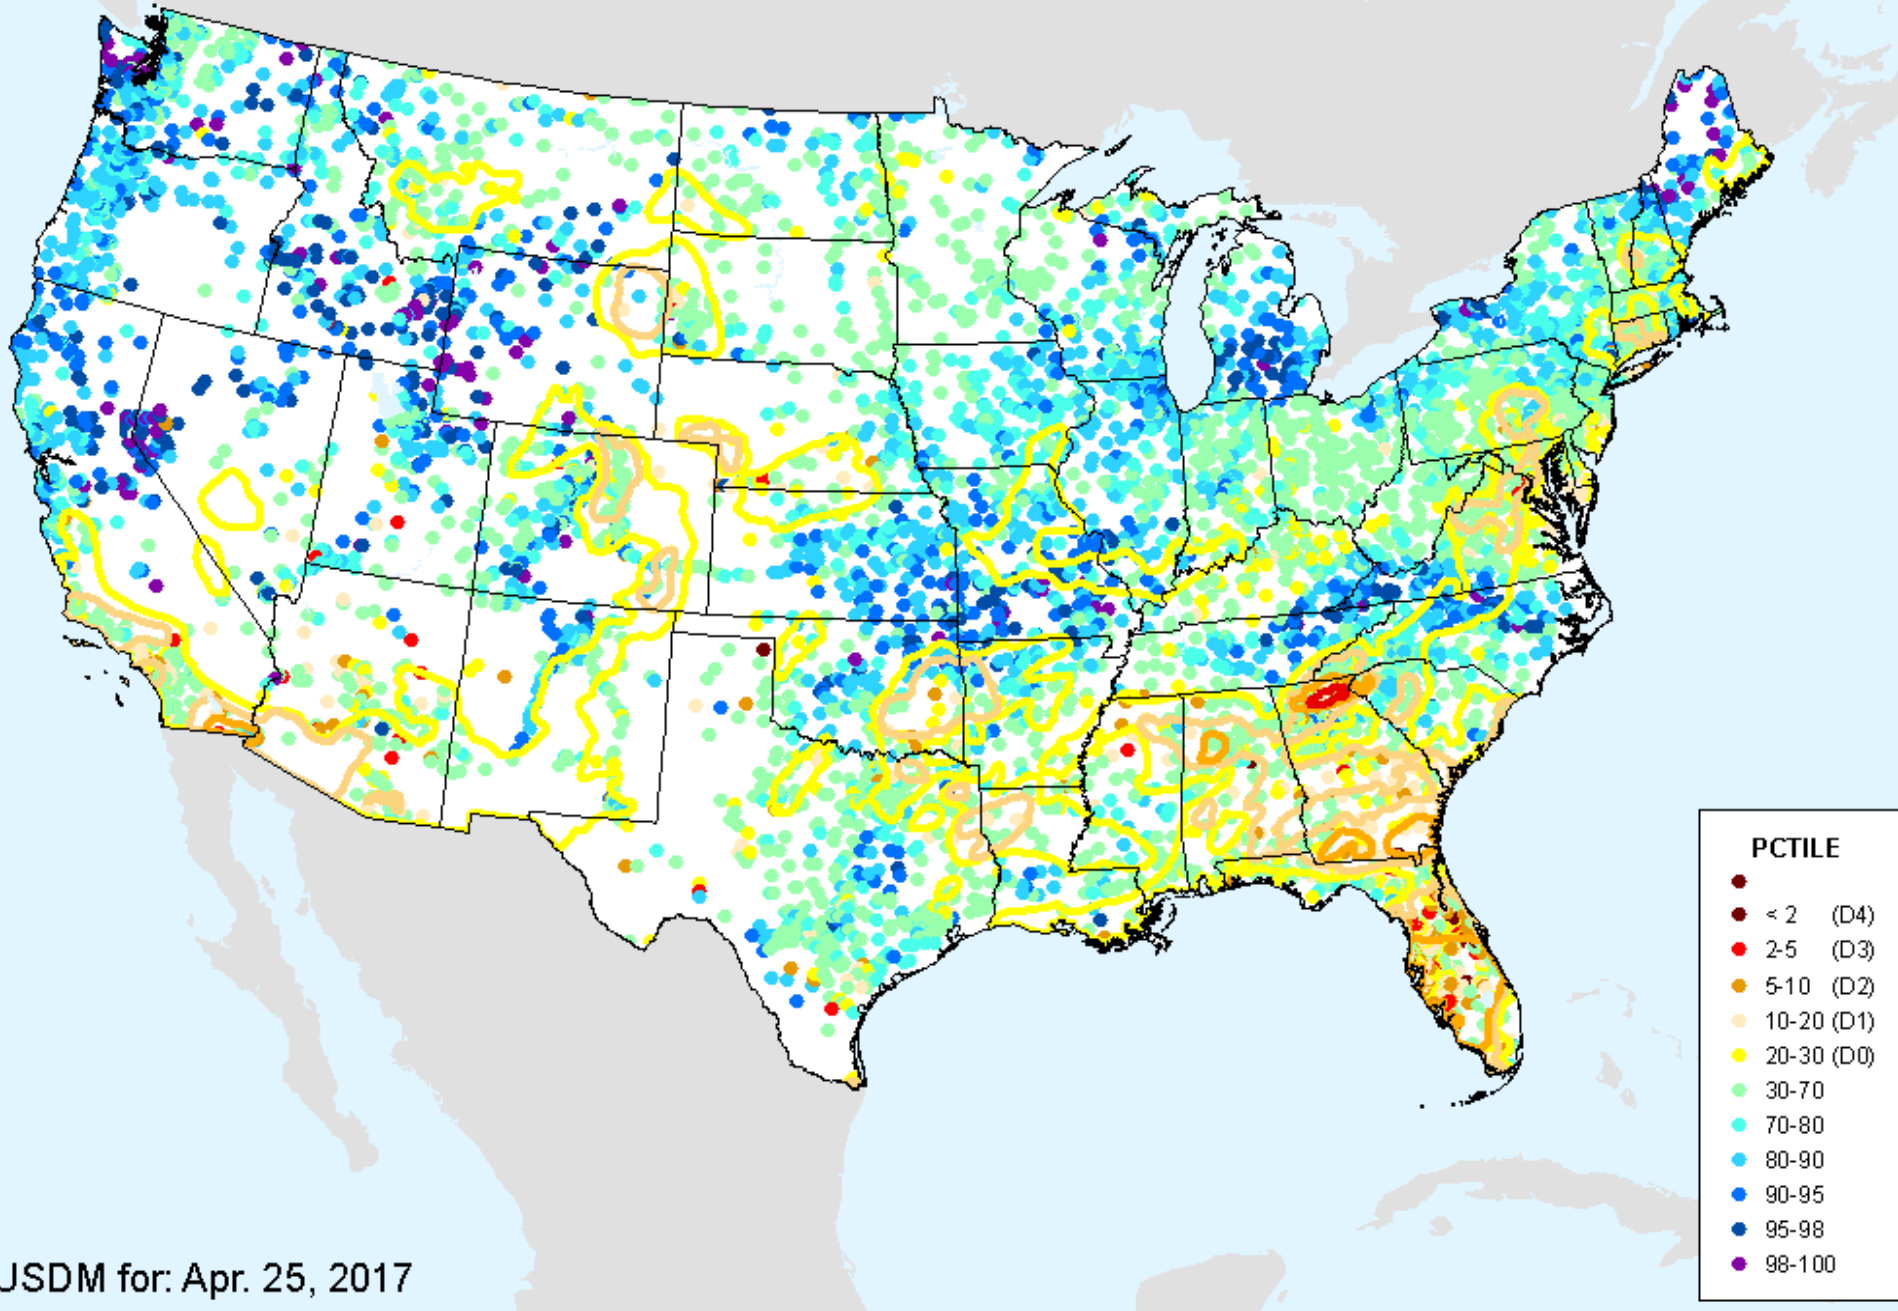 PCTILE
< 2 (D4)
2-5 (D3)
5-10 (D2)
10-20 (D1)
20-30 (D0)
30-70
70-80
80-90
90-95
95-98
98-100
USDM for: Apr. 25, 2017